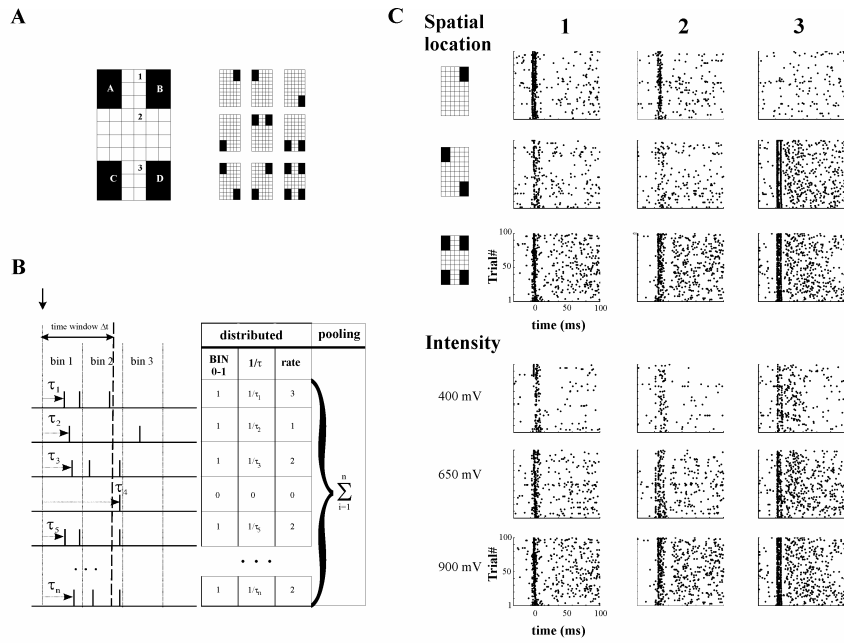 A
A
1
B
2
3
C
D
B
time window Δt
bin 1
bin 2
bin 3
τ1
τ2
τ3
τ4
τ5
. . .
τn
distributed
pooling
BIN 0-1
1/τ
rate
1 1/τ1 3
1 1/τ2 1
1 1/τ3 2
0 0 0
1 1/τ5 2
. . .
1 1/τn 2
n
∑
i=1
C
Spatial
location
1
2
3
Trial#
100
50
1
0 50 100
time (ms)
Intensity
400 mV
650 mV
900 mV
Trial#
100
50
1
0 50 100
time (ms)